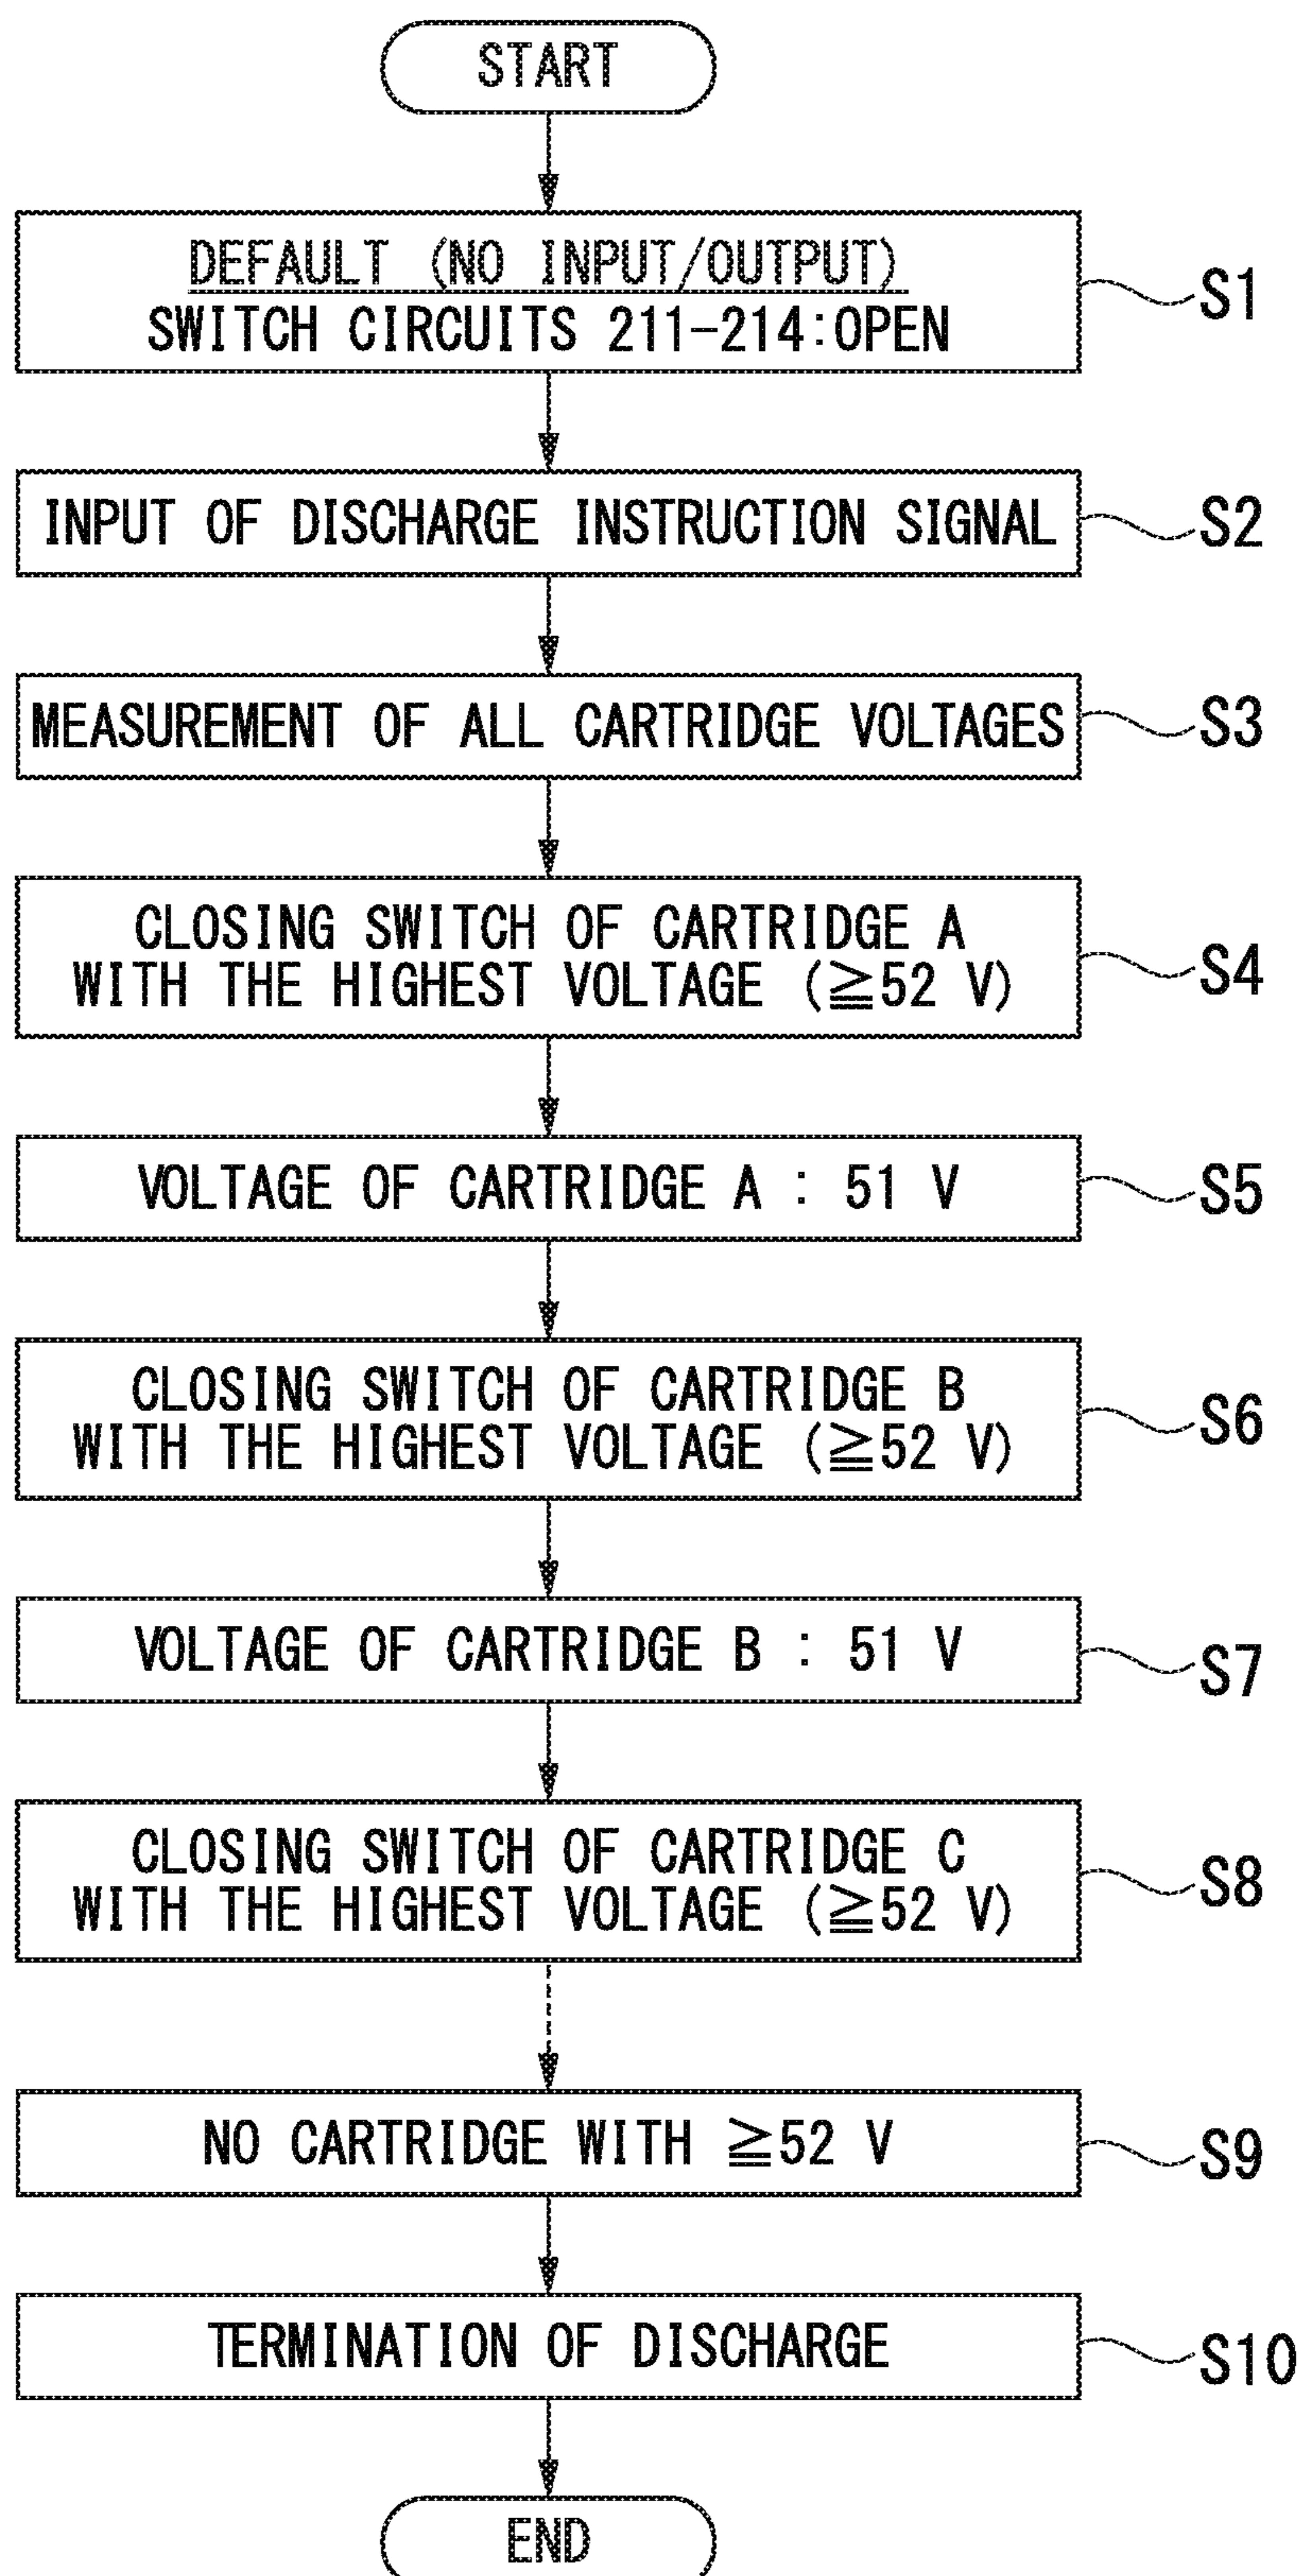 START
DEFAULT (NO INPUT/OUTPUT)
SWITCH CIRCUITS 211-214:OPEN
S1
INPUT OF DISCHARGE INSTRUCTION SIGNAL
S2
MEASUREMENT OF ALL CARTRIDGE VOLTAGES
S3
CLOSING SWITCH OF CARTRIDGE A
WITH THE HIGHEST VOLTAGE (≧52 V)
S4
VOLTAGE OF CARTRIDGE A : 51 V
S5
CLOSING SWITCH OF CARTRIDGE B
WITH THE HIGHEST VOLTAGE (≧52 V)
S6
VOLTAGE OF CARTRIDGE B : 51 V
S7
CLOSING SWITCH OF CARTRIDGE C
WITH THE HIGHEST VOLTAGE (≧52 V)
S8
NO CARTRIDGE WITH ≧52 V
S9
TERMINATION OF DISCHARGE
S10
END